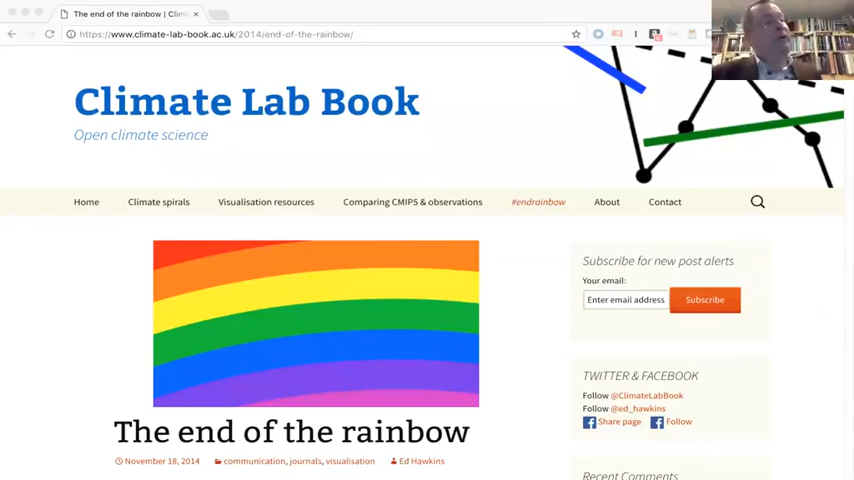 The end of the rainbow | Clim
https://www.climate-lab-book.ac.uk/2014/end-of-the-rainbow/
Climate Lab Book
Open climate science
Home Climate spirals Visualisation resources Comparing CMIP5 & observations #endrainbow About Contact
Subscribe for new post alerts
Your email:
Enter email address Subscribe
TWITTER & FACEBOOK
Follow @ClimateLabBook
Follow @ed_hawkins
Share page Follow
The end of the rainbow
November 18, 2014 communication, journals, visualisation Ed Hawkins
Recent Comments